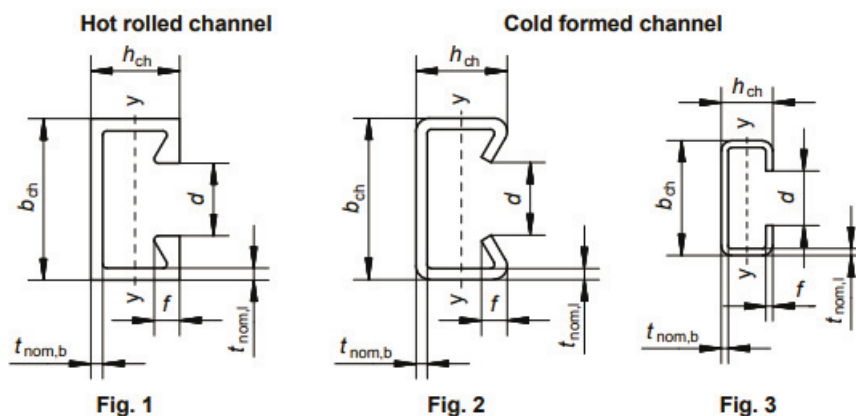 Hot rolled channel
Cold formed channel
h_ch
h_ch
h_ch
y
y
y
b_ch
d
b_ch
d
b_ch
d
y
y
y
f
f
f
t_nom,l
t_nom,l
t_nom,l
t_nom,b
t_nom,b
t_nom,b
Fig. 1
Fig. 2
Fig. 3